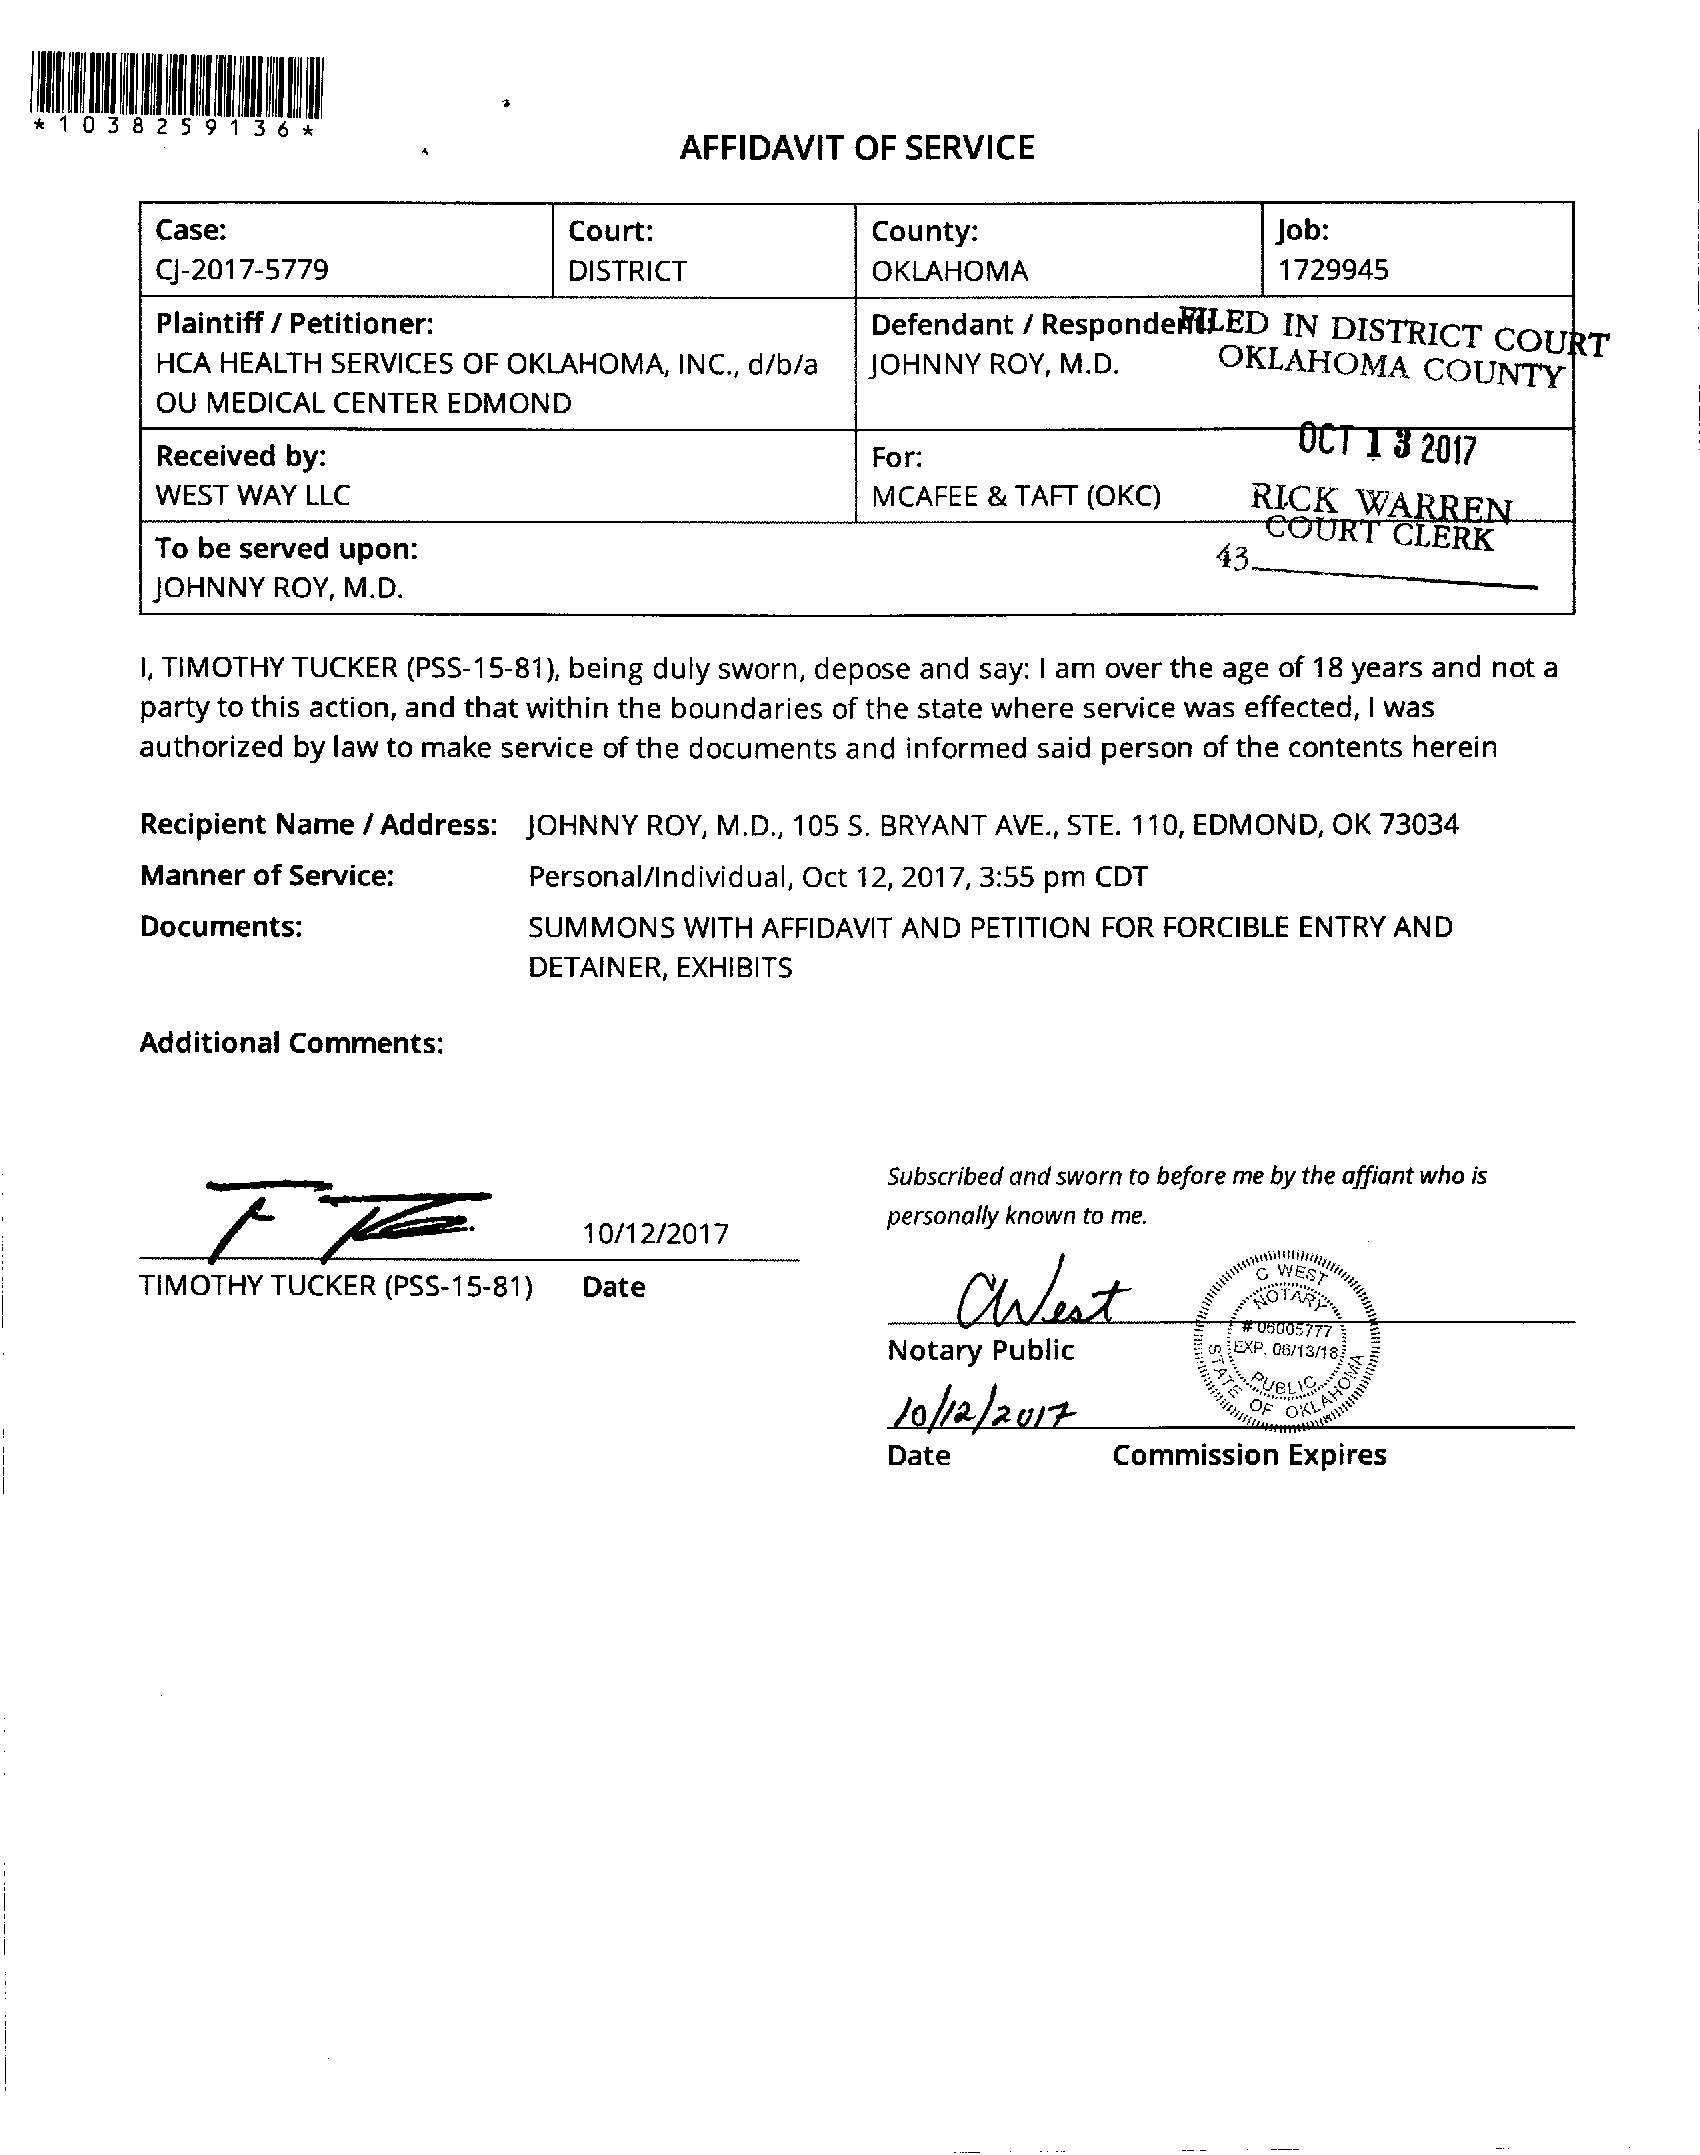 *1038259136*
AFFIDAVIT OF SERVICE
Case:
CJ-2017-5779
Court:
DISTRICT
County:
OKLAHOMA
Job:
1729945
Plaintiff / Petitioner:
HCA HEALTH SERVICES OF OKLAHOMA, INC., d/b/a
OU MEDICAL CENTER EDMOND
Defendant / Respondent:
JOHNNY ROY, M.D.
FILED IN DISTRICT COURT
OKLAHOMA COUNTY
OCT 13 2017
RICK WARREN
COURT CLERK
43
Received by:
WEST WAY LLC
For:
MCAFEE & TAFT (OKC)
To be served upon:
JOHNNY ROY, M.D.
I, TIMOTHY TUCKER (PSS-15-81), being duly sworn, depose and say: I am over the age of 18 years and not a
party to this action, and that within the boundaries of the state where service was effected, I was
authorized by law to make service of the documents and informed said person of the contents herein
Recipient Name / Address: JOHNNY ROY, M.D., 105 S. BRYANT AVE., STE. 110, EDMOND, OK 73034
Manner of Service: Personal/Individual, Oct 12, 2017, 3:55 pm CDT
Documents: SUMMONS WITH AFFIDAVIT AND PETITION FOR FORCIBLE ENTRY AND
DETAINER, EXHIBITS
Additional Comments:
10/12/2017
TIMOTHY TUCKER (PSS-15-81) Date
Subscribed and sworn to before me by the affiant who is
personally known to me.
CWest
Notary Public
C WEST
NOTARY
# 06005777
EXP. 06/13/18
PUBLIC
STATE OF OKLAHOMA
10/12/2017
Date Commission Expires